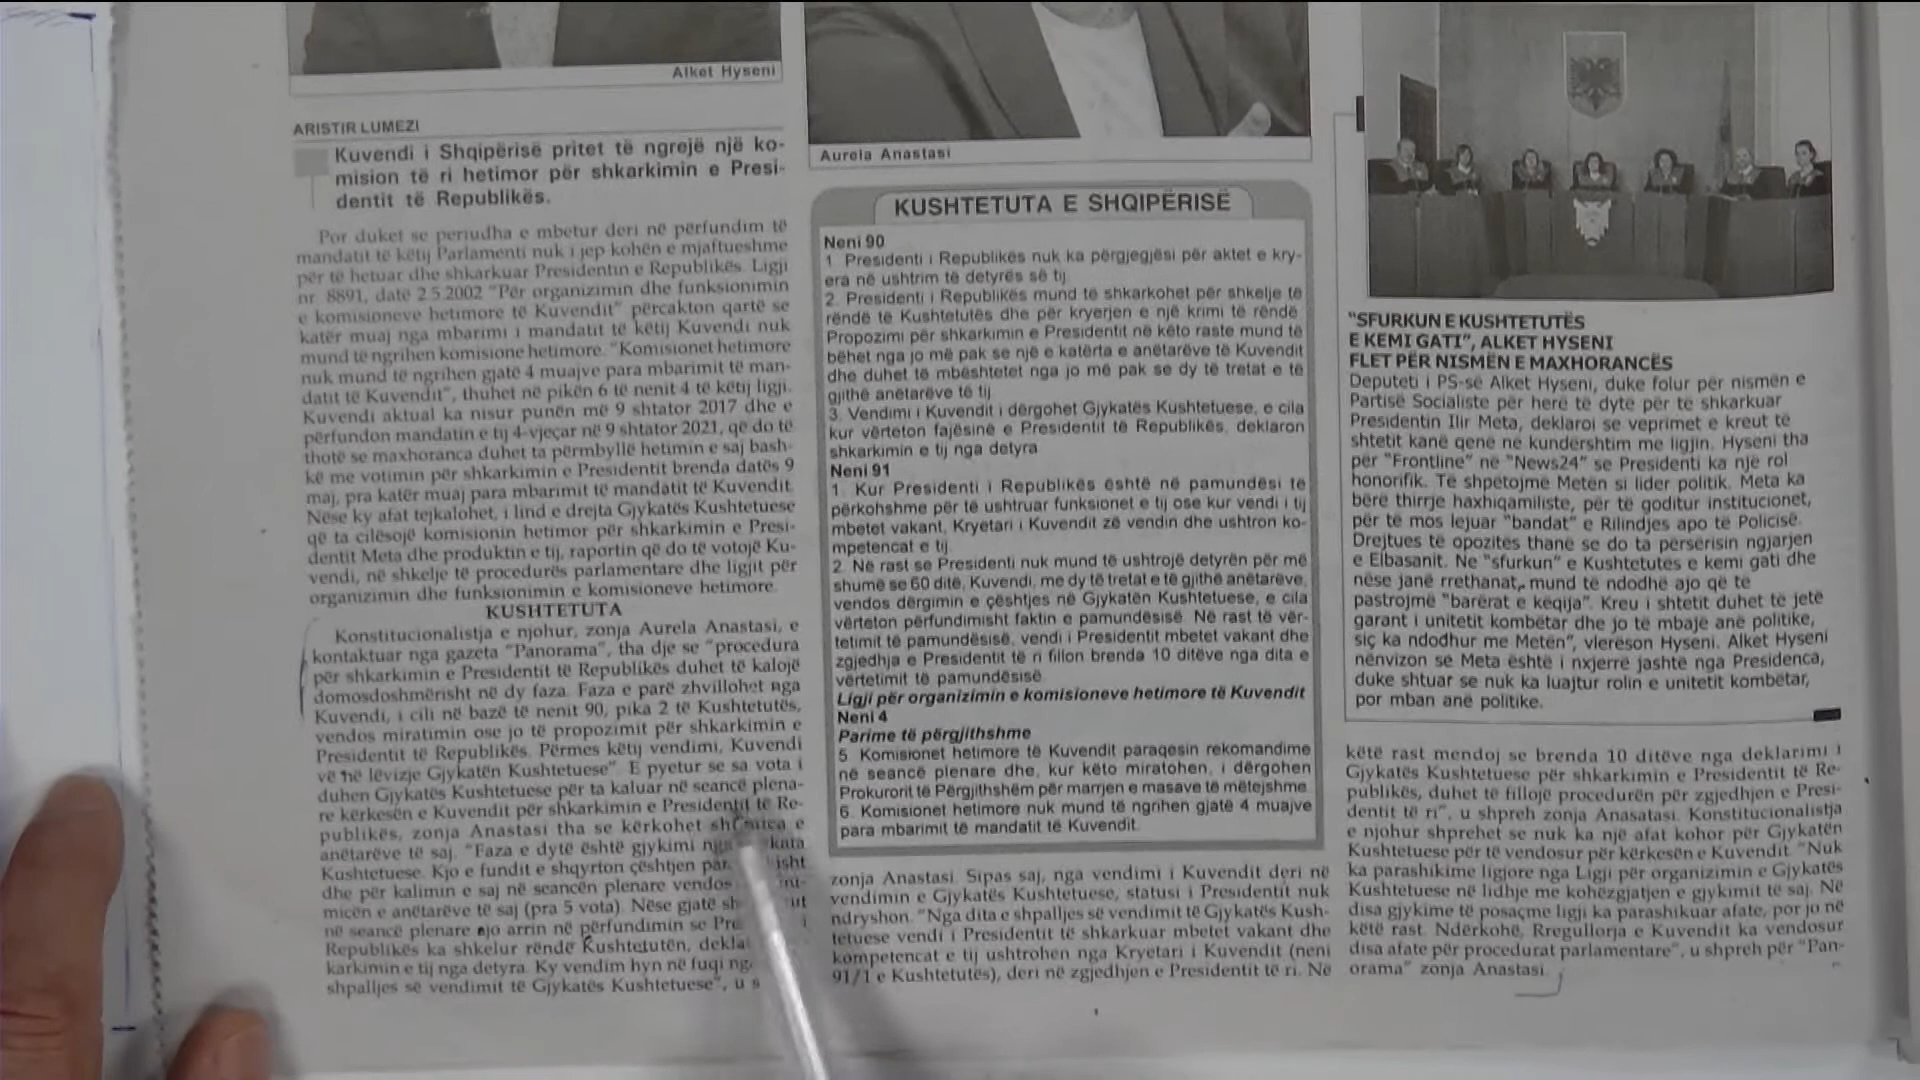 Alket Hyseni
ARISTIR LUMEZI
Kuvendi i Shqipërisë pritet të ngrejë një ko-
mision të ri hetimor për shkarkimin e Presi-
dentit të Republikës.
Por duket se periudha e mbetur deri në përfundim të
mandatit të këtij Parlamenti nuk i jep kohën e mjaftueshme
për të hetuar dhe shkarkuar Presidentin e Republikës. Ligji
nr. 8891, datë 2.5.2002 "Për organizimin dhe funksionimin
e komisioneve hetimore të Kuvendit" përcakton qartë se
katër muaj nga mbarimi i mandatit të këtij Kuvendi nuk
mund të ngrihen komisione hetimore. "Komisionet hetimore
nuk mund të ngrihen gjatë 4 muajve para mbarimit të man-
datit të Kuvendit", thuhet në pikën 6 të nenit 4 të këtij ligji.
Kuvendi aktual ka nisur punën më 9 shtator 2017 dhe e
përfundon mandatin e tij 4-vjeçar në 9 shtator 2021, që do të
thotë se maxhoranca duhet ta përmbyllë hetimin e saj bash-
kë me votimin për shkarkimin e Presidentit brenda datës 9
maj, pra katër muaj para mbarimit të mandatit të Kuvendit.
Nëse ky afat tejkalohet, i lind e drejta Gjykatës Kushtetuese
që ta cilësojë komisionin hetimor për shkarkimin e Presi-
dentit Meta dhe produktin e tij, raportin që do të votojë Ku-
vendi, në shkelje të procedurës parlamentare dhe ligjit për
organizimin dhe funksionimin e komisioneve hetimore.
KUSHTETUTA
Konstitucionalistja e njohur, zonja Aurela Anastasi, e
kontaktuar nga gazeta "Panorama", tha dje se "procedura
për shkarkimin e Presidentit të Republikës duhet të kalojë
domosdoshmërisht në dy faza. Faza e parë zhvillohet nga
Kuvendi, i cili në bazë të nenit 90, pika 2 të Kushtetutës,
vendos miratimin ose jo të propozimit për shkarkimin e
Presidentit të Republikës. Përmes këtij vendimi, Kuvendi
vë në lëvizje Gjykatën Kushtetuese". E pyetur se sa vota i
duhen Gjykatës Kushtetuese për ta kaluar në seancë plena-
re kërkesën e Kuvendit për shkarkimin e Presidentit të Re-
publikës, zonja Anastasi tha se kërkohet e
anëtarëve të saj. "Faza e dytë është gjykimi
Kushtetuese. Kjo e fundit e shqyrton çështjen
dhe për kalimin e saj në seancën plenare vendos
micën e anëtarëve të saj (pra 5 vota). Nëse gjatë
në seancë plenare ajo arrin në përfundimin se i
Republikës ka shkelur rëndë Kushtetutën,
karkimin e tij nga detyra. Ky vendim hyn në fuqi
shpalljes së vendimit të Gjykatës Kushtetuese", u
Aurela Anastasi
KUSHTETUTA E SHQIPËRISË
Neni 90
1. Presidenti i Republikës nuk ka përgjegjësi për aktet e kry-
era në ushtrim të detyrës së tij.
2. Presidenti i Republikës mund të shkarkohet për shkelje të
rëndë të Kushtetutës dhe për kryerjen e një krimi të rëndë.
Propozimi për shkarkimin e Presidentit në këto raste mund të
bëhet nga jo më pak se një e katërta e anëtarëve të Kuvendit
dhe duhet të mbështetet nga jo më pak se dy të tretat e të
gjithë anëtarëve të tij
3. Vendimi i Kuvendit i dërgohet Gjykatës Kushtetuese, e cila
kur vërteton fajësinë e Presidentit të Republikës, deklaron
shkarkimin e tij nga detyra
Neni 91
1. Kur Presidenti i Republikës është në pamundësi të
përkohshme për të ushtruar funksionet e tij ose kur vendi i tij
mbetet vakant, Kryetari i Kuvendit zë vendin dhe ushtron ko-
mpetencat e tij.
2. Në rast se Presidenti nuk mund të ushtrojë detyrën për më
shumë se 60 ditë, Kuvendi, me dy të tretat e të gjithë anëtarëve,
vendos dërgimin e çështjes në Gjykatën Kushtetuese, e cila
vërteton përfundimisht faktin e pamundësisë. Në rast të vër-
tetimit të pamundësisë, vendi i Presidentit mbetet vakant dhe
zgjedhja e Presidentit të ri fillon brenda 10 ditëve nga dita e
vërtetimit të pamundësisë.
Ligji për organizimin e komisioneve hetimore të Kuvendit
Neni 4
Parime të përgjithshme
5. Komisionet hetimore të Kuvendit paraqesin rekomandime
në seancë plenare dhe, kur këto miratohen, i dërgohen
Prokurorit të Përgjithshëm për marrjen e masave të mëtejshme.
6. Komisionet hetimore nuk mund të ngrihen gjatë 4 muajve
para mbarimit të mandatit të Kuvendit.
zonja Anastasi. Sipas saj, nga vendimi i Kuvendit deri në
vendimin e Gjykatës Kushtetuese, statusi i Presidentit nuk
ndryshon. "Nga dita e shpalljes së vendimit të Gjykatës Kush-
tetuese vendi i Presidentit të shkarkuar mbetet vakant dhe
kompetencat e tij ushtrohen nga Kryetari i Kuvendit (neni
91/1 e Kushtetutës), deri në zgjedhjen e Presidentit të ri. Në
"SFURKUN E KUSHTETUTËS
E KEMI GATI", ALKET HYSENI
FLET PËR NISMËN E MAXHORANCËS
Deputeti i PS-së Alket Hyseni, duke folur për nismën e
Partisë Socialiste për herë të dytë për të shkarkuar
Presidentin Ilir Meta, deklaroi se veprimet e kreut të
shtetit kanë qenë në kundërshtim me ligjin. Hyseni tha
për "Frontline" në "News24" se Presidenti ka një rol
honorifik. Të shpëtojmë Metën si lider politik. Meta ka
bërë thirrje haxhiqamiliste, për të goditur institucionet,
për të mos lejuar "bandat" e Rilindjes apo të Policisë.
Drejtues të opozitës thanë se do ta përsërisin ngjarjen
e Elbasanit. Ne "sfurkun" e Kushtetutës e kemi gati dhe
nëse janë rrethanat, mund të ndodhë ajo që të
pastrojmë "barërat e këqija". Kreu i shtetit duhet të jetë
garant i unitetit kombëtar dhe jo të mbajë anë politike,
siç ka ndodhur me Metën", vlerëson Hyseni. Alket Hyseni
nënvizon se Meta është i nxjerrë jashtë nga Presidenca,
duke shtuar se nuk ka luajtur rolin e unitetit kombëtar,
por mban anë politike.
këtë rast mendoj se brenda 10 ditëve nga deklarimi i
Gjykatës Kushtetuese për shkarkimin e Presidentit të Re-
publikës, duhet të fillojë procedurën për zgjedhjen e Presi-
dentit të ri", u shpreh zonja Anasatasi. Konstitucionalistja
e njohur shprehet se nuk ka një afat kohor për Gjykatën
Kushtetuese për të vendosur për kërkesën e Kuvendit. "Nuk
ka parashikime ligjore nga Ligji për organizimin e Gjykatës
Kushtetuese në lidhje me kohëzgjatjen e gjykimit të saj. Në
disa gjykime të posaçme ligji ka parashikuar afate, por jo në
këtë rast. Ndërkohë, Rregullorja e Kuvendit ka vendosur
disa afate për procedurat parlamentare", u shpreh për "Pan-
orama" zonja Anastasi.